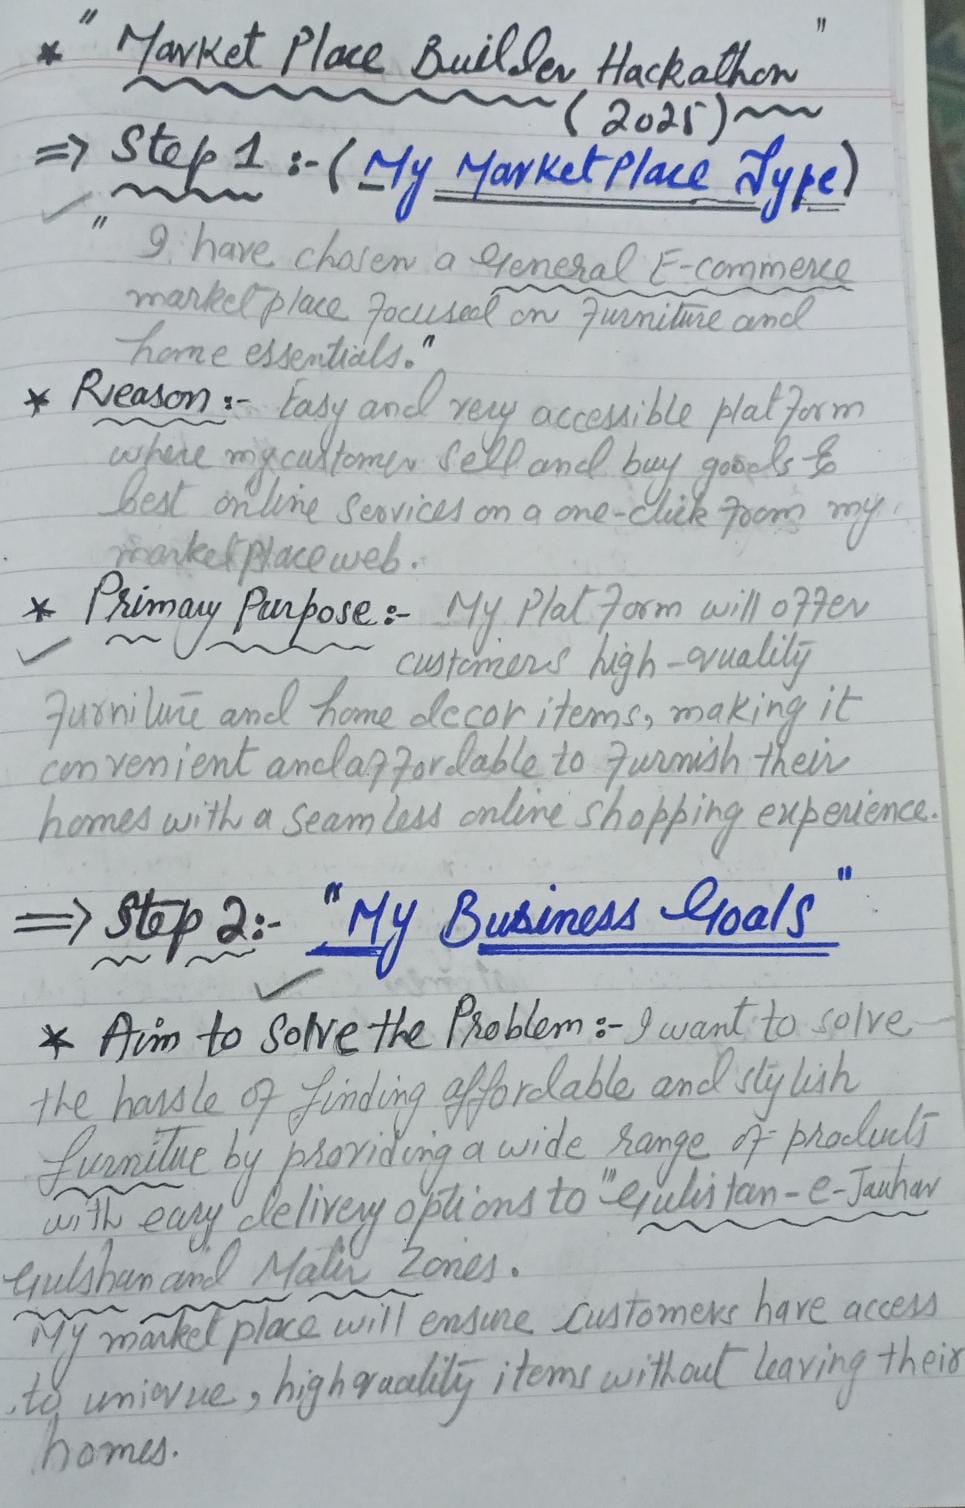 * " Market Place Builder Hackathon "
(2025)
=> Step 1 :- (My MarketPlace Type)
" I have chosen a General E-commerce
marketplace focused on furniture and
home essentials."
* Reason :- Easy and very accessible platform
where my customer sell and buy goods &
best online Services on a one-click from my
marketplace web.
* Primary Purpose :- My Platform will offer
customers high-quality
furniture and home decor items, making it
convenient and affordable to furnish their
homes with a seamless online shopping experience.
=> Step 2:- "My Business Goals"
* Aim to Solve the Problem :- I want to solve
the hassle of finding affordable and stylish
furnitue by providing a wide range of products
with easy delivery options to "Gulistan-e-Jauhar
Gulshan and Malir Zones.
My market place will ensure customers have access
to uniqvue, high quality items without leaving their
homes.